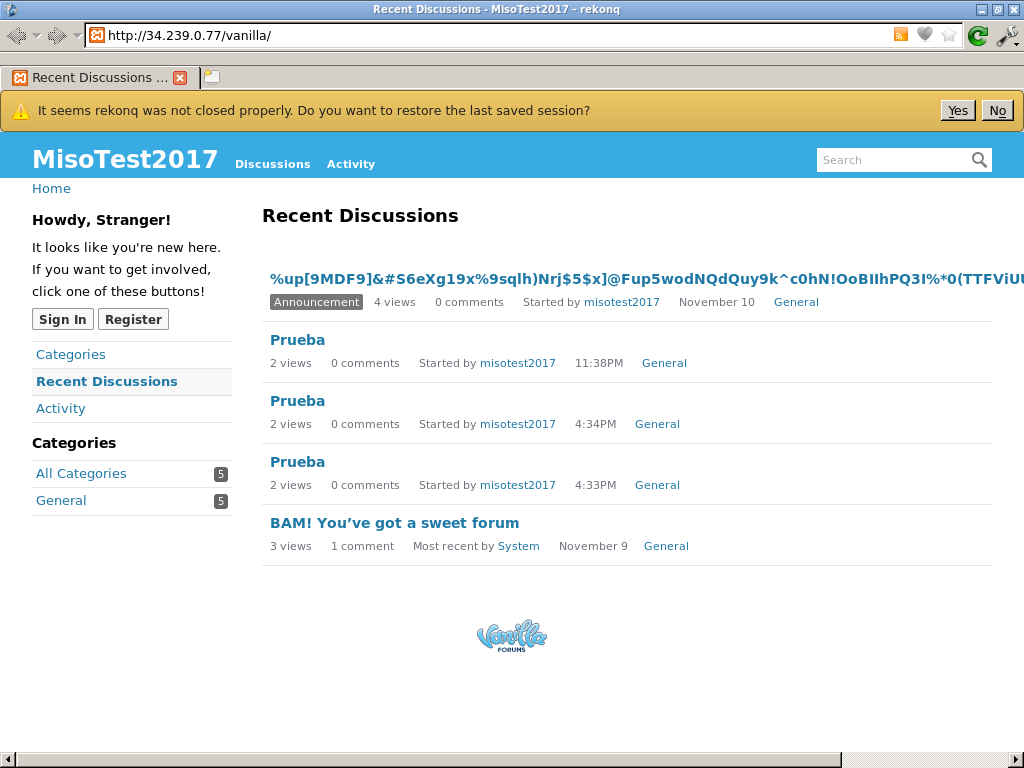 Recent Discussions - MisoTest2017 – rekonq
http://34.239.0.77/vanilla/
Recent Discussions ...
It seems rekonq was not closed properly. Do you want to restore the last saved session?
Yes
No
MisoTest2017
Discussions
Activity
Search
Home
Howdy, Stranger!
It looks like you're new here.
If you want to get involved,
click one of these buttons!
Sign In
Register
Categories
Recent Discussions
Activity
Categories
All Categories 5
General 5
Recent Discussions
%up[9MDF9]&#S6eXg19x%9sqlh)Nrj$5$x]@Fup5wodNQdQuy9k^c0hN!OoBIIhPQ3I%*0(TTFViU
Announcement 4 views 0 comments Started by misotest2017 November 10 General
Prueba
2 views 0 comments Started by misotest2017 11:38PM General
Prueba
2 views 0 comments Started by misotest2017 4:34PM General
Prueba
2 views 0 comments Started by misotest2017 4:33PM General
BAM! You’ve got a sweet forum
3 views 1 comment Most recent by System November 9 General
Vanilla
FORUMS